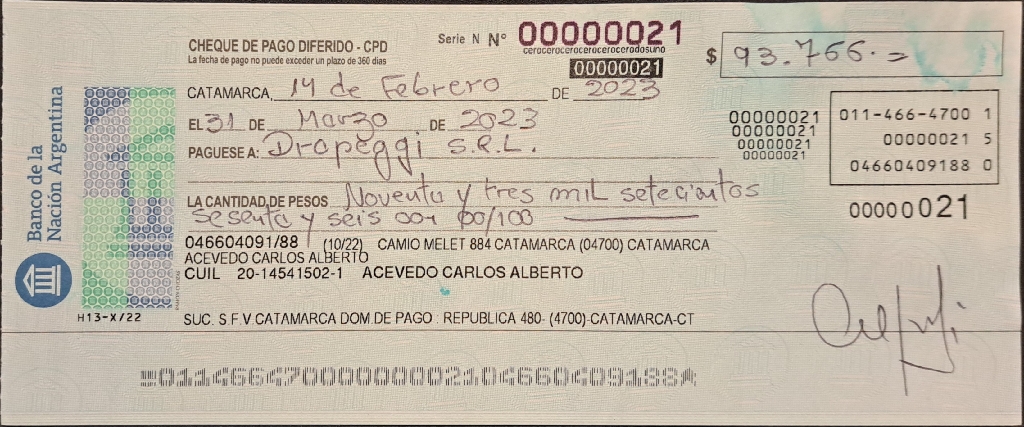 Serie N Nº 00000021
cerocerocerocerocerocerodosuno
00000021
$ 93.766.=
CHEQUE DE PAGO DIFERIDO - CPD
La fecha de pago no puede exceder un plazo de 360 días
CATAMARCA, 14 de Febrero DE 2023
EL 31 DE Marzo DE 2023
PAGUESE A: Dropeggi S.R.L.
LA CANTIDAD DE PESOS Noventa y tres mil setecientos
sesenta y seis con 00/100
00000021
00000021
00000021
00000021
011-466-4700 1
00000021 5
04660409188 0
00000021
046604091/88 (10/22) CAMIO MELET 884 CATAMARCA (04700) CATAMARCA
ACEVEDO CARLOS ALBERTO
CUIL 20-14541502-1 ACEVEDO CARLOS ALBERTO
SUC. S.F.V.CATAMARCA DOM.DE PAGO : REPUBLICA 480- (4700)-CATAMARCA-CT
Banco de la
Nación Argentina
H13-X/22
01146647000000000210466040918​8